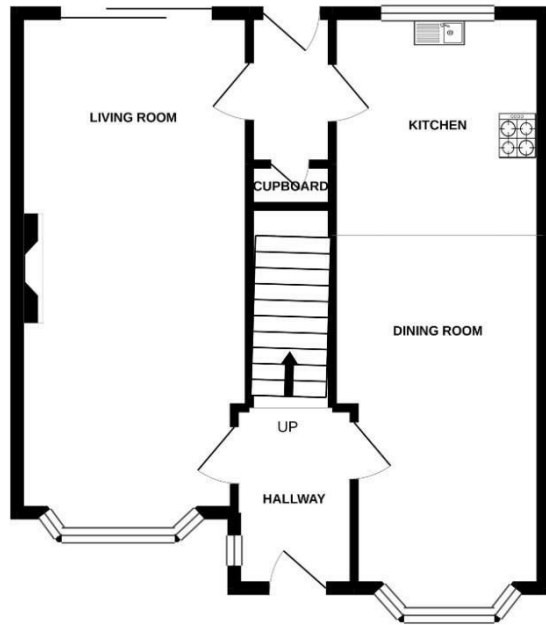 LIVING ROOM
KITCHEN
CUPBOARD
DINING ROOM
UP
HALLWAY